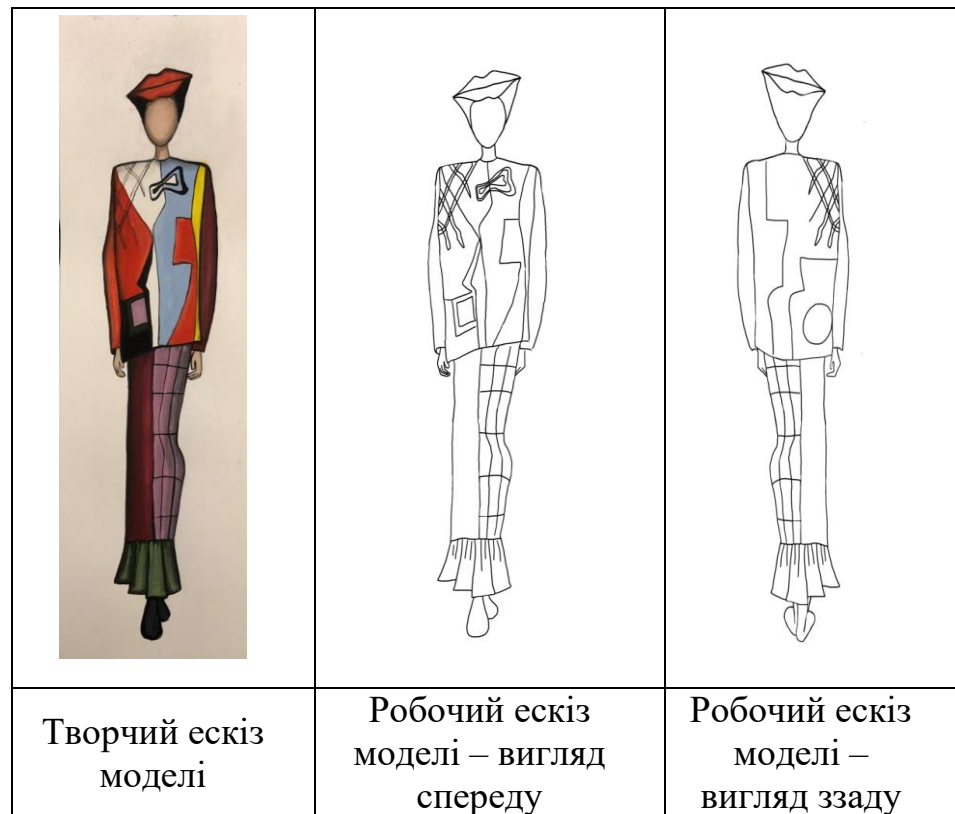 Творчий ескіз
моделі
Робочий ескіз
моделі – вигляд
спереду
Робочий ескіз
моделі –
вигляд ззаду